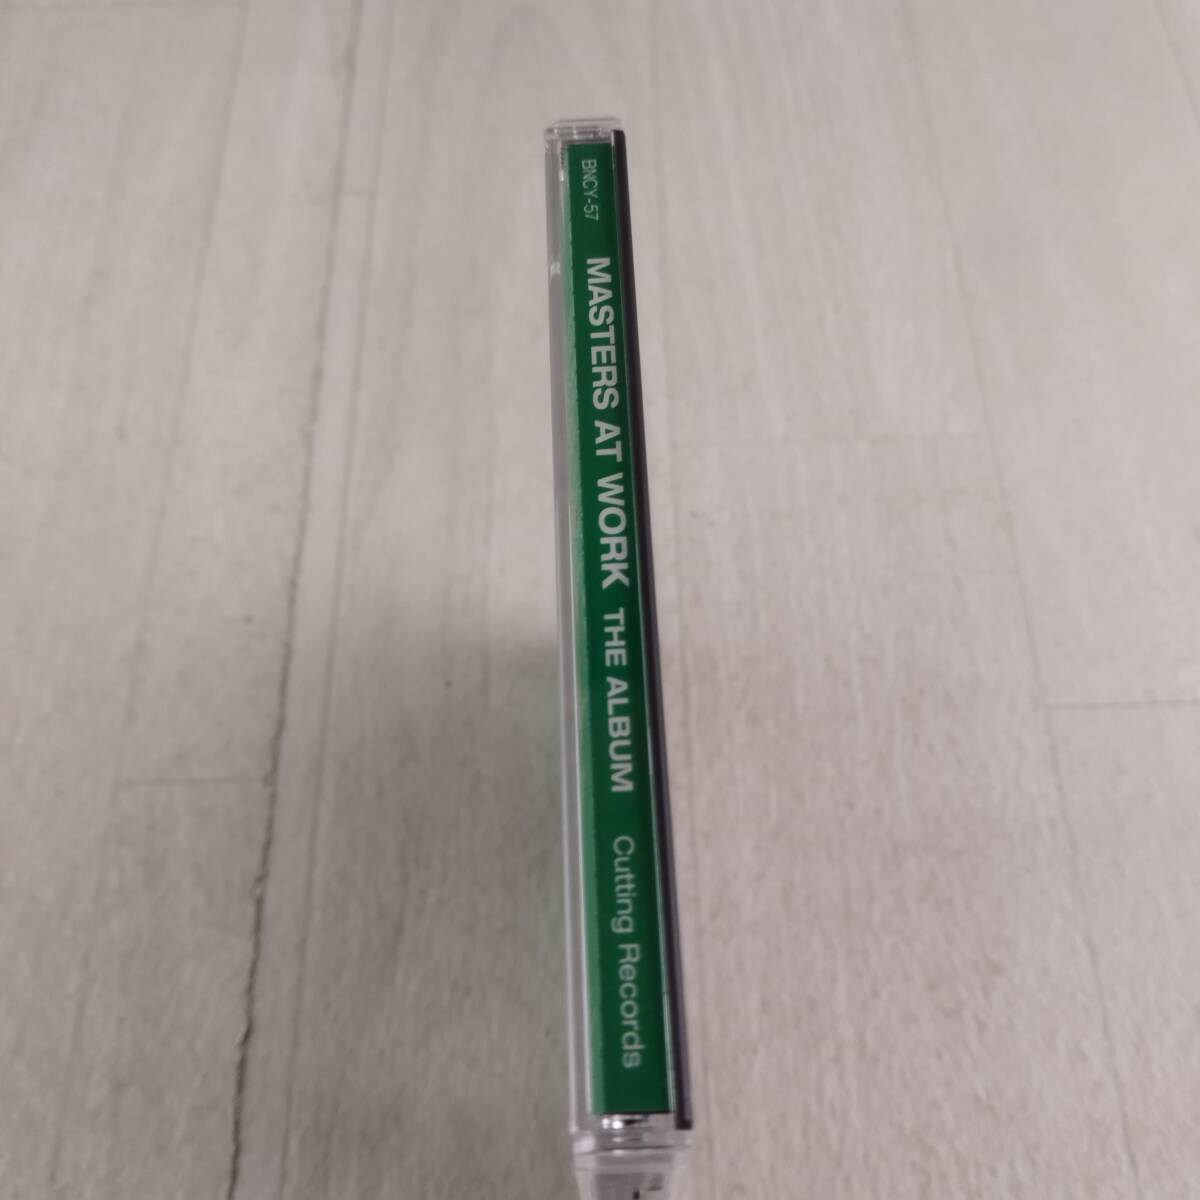 BNCY-57
MASTERS AT WORK THE ALBUM Cutting Records